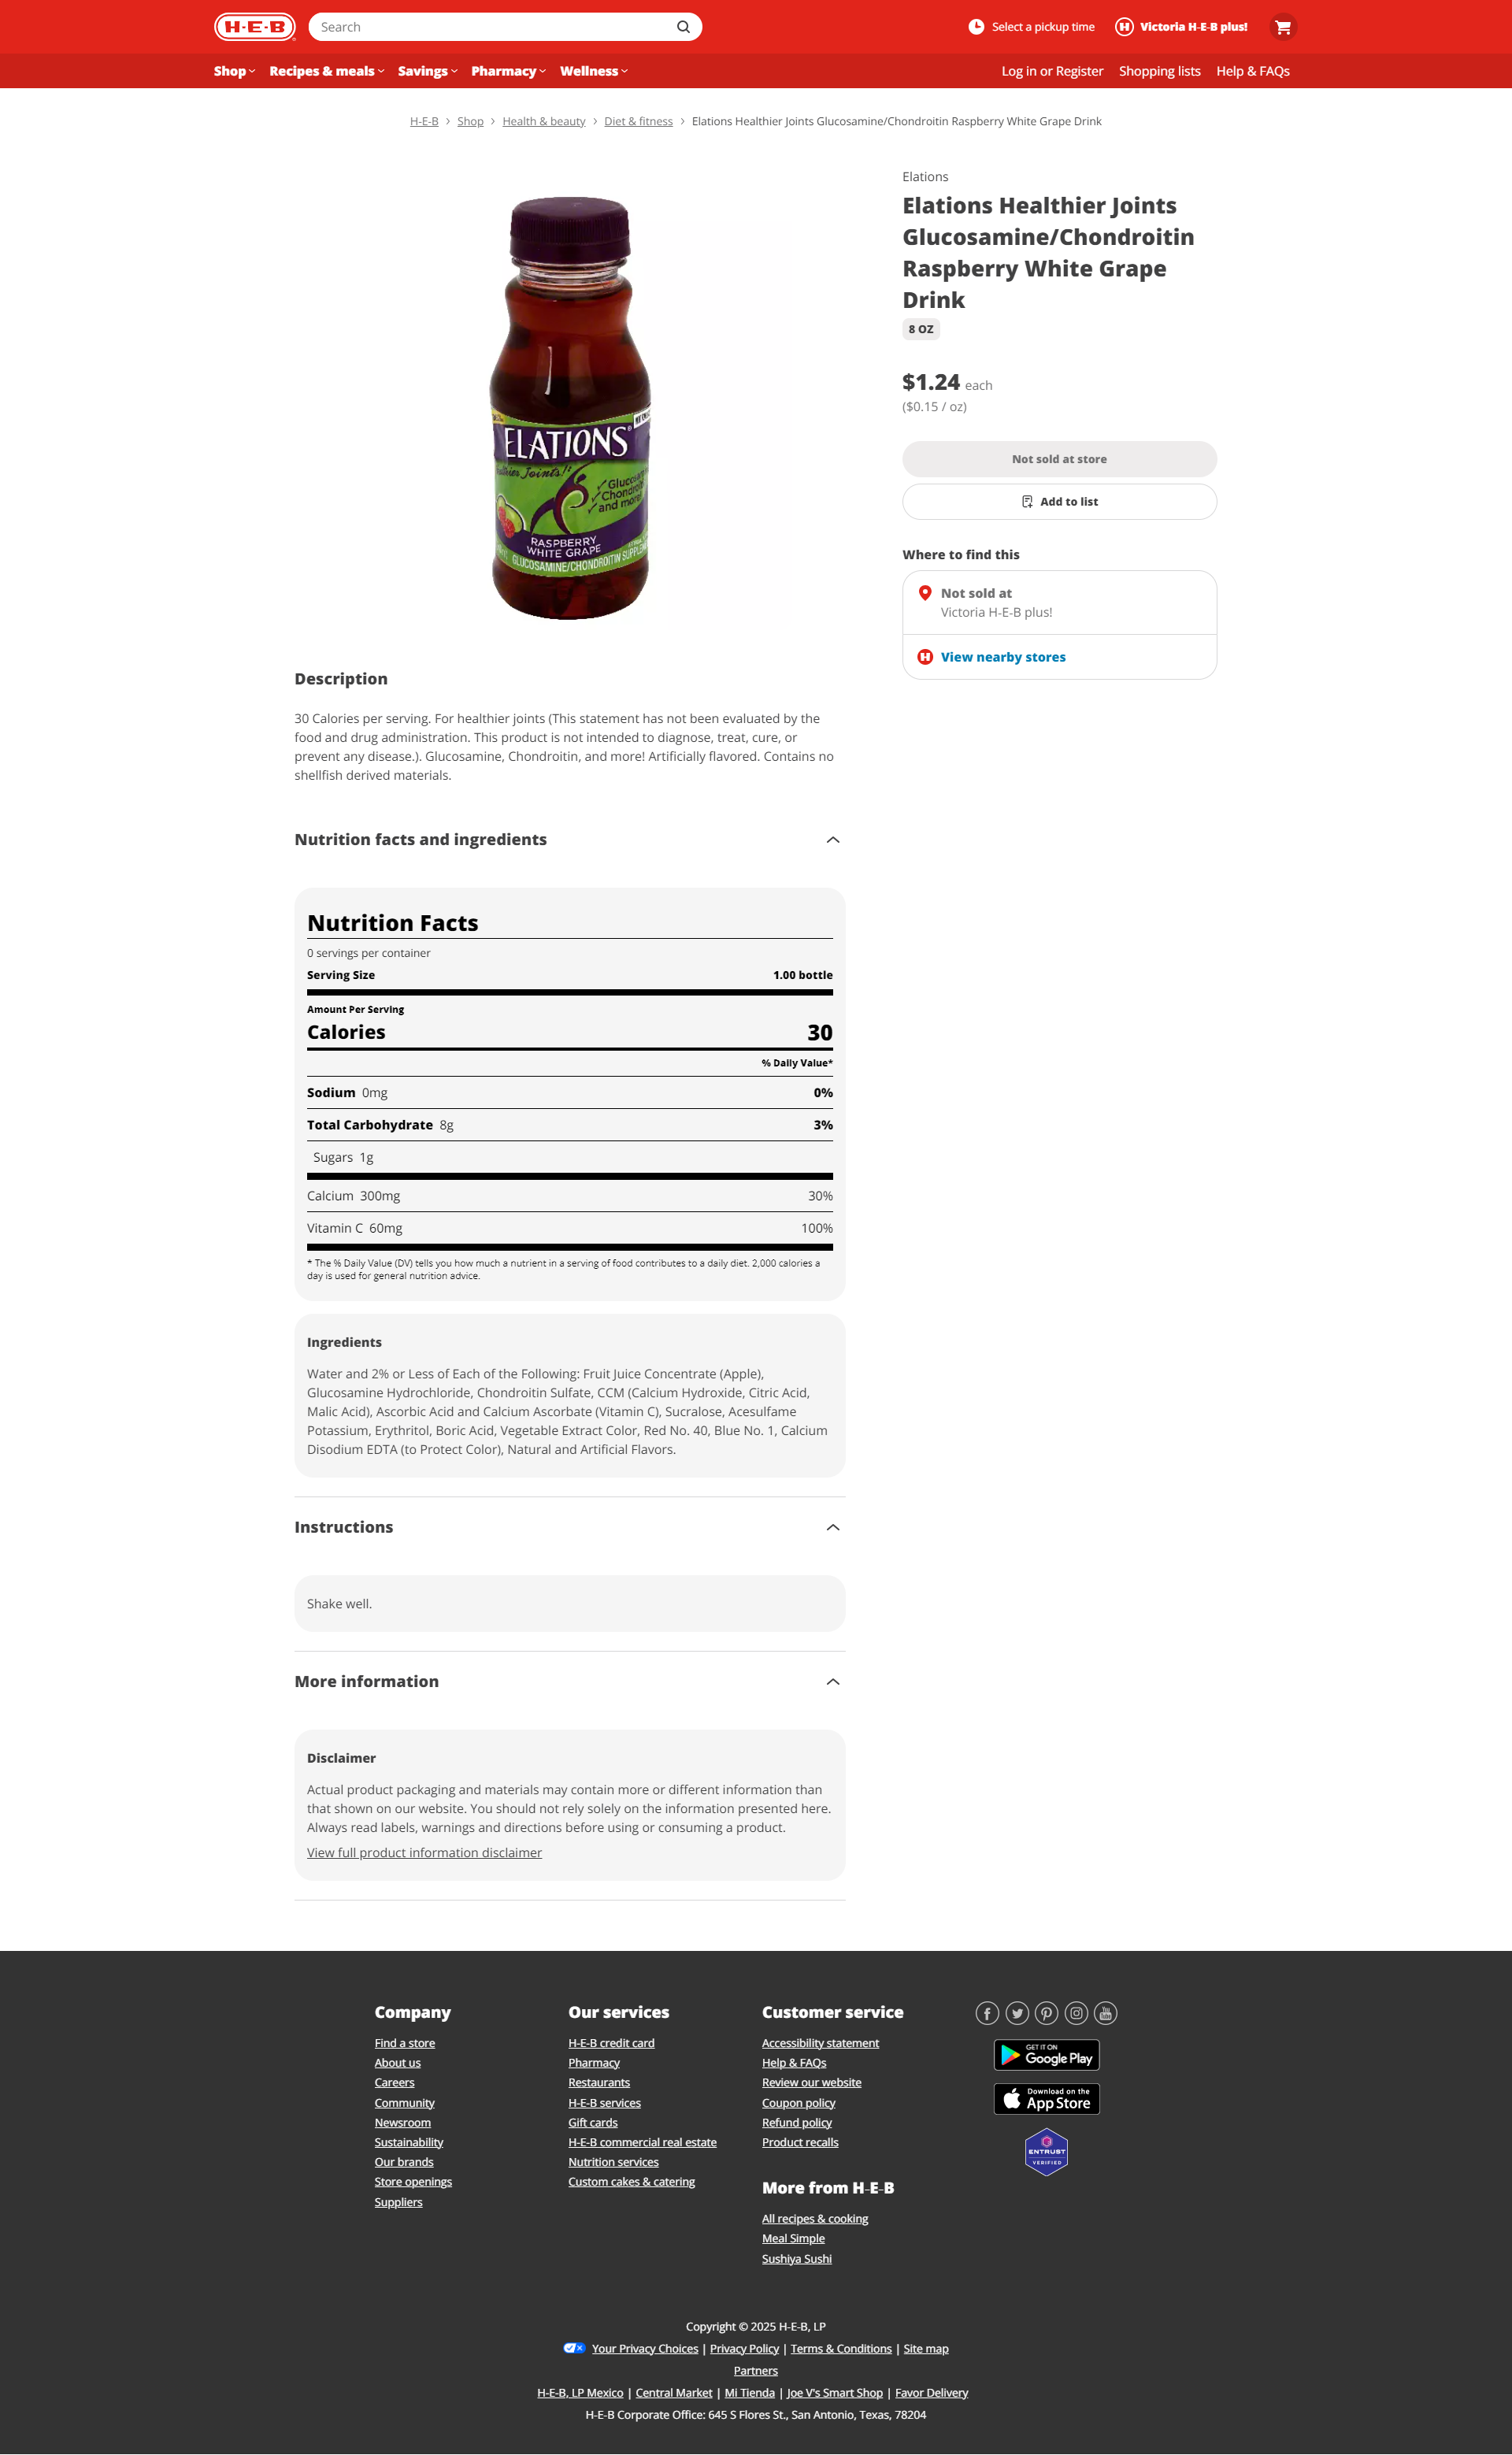 H-E-B
Search
Select a pickup time
Victoria H-E-B plus!
Shop
Recipes & meals
Savings
Pharmacy
Wellness
Log in or Register
Shopping lists
Help & FAQs
H-E-B > Shop > Health & beauty > Diet & fitness > Elations Healthier Joints Glucosamine/Chondroitin Raspberry White Grape Drink
ELATIONS
Healthier Joints!
Glucosamine
Chondroitin
and more!
RASPBERRY
WHITE GRAPE
GLUCOSAMINE/CHONDROITIN SUPPLEMENT
Elations
Elations Healthier Joints
Glucosamine/Chondroitin
Raspberry White Grape
Drink
8 OZ
$1.24 each
($0.15 / oz)
Not sold at store
Add to list
Where to find this
Not sold at
Victoria H-E-B plus!
View nearby stores
Description
30 Calories per serving. For healthier joints (This statement has not been evaluated by the
food and drug administration. This product is not intended to diagnose, treat, cure, or
prevent any disease.). Glucosamine, Chondroitin, and more! Artificially flavored. Contains no
shellfish derived materials.
Nutrition facts and ingredients
Nutrition Facts
0 servings per container
Serving Size 1.00 bottle
Amount Per Serving
Calories 30
% Daily Value*
Sodium 0mg 0%
Total Carbohydrate 8g 3%
Sugars 1g
Calcium 300mg 30%
Vitamin C 60mg 100%
* The % Daily Value (DV) tells you how much a nutrient in a serving of food contributes to a daily diet. 2,000 calories a
day is used for general nutrition advice.
Ingredients
Water and 2% or Less of Each of the Following: Fruit Juice Concentrate (Apple),
Glucosamine Hydrochloride, Chondroitin Sulfate, CCM (Calcium Hydroxide, Citric Acid,
Malic Acid), Ascorbic Acid and Calcium Ascorbate (Vitamin C), Sucralose, Acesulfame
Potassium, Erythritol, Boric Acid, Vegetable Extract Color, Red No. 40, Blue No. 1, Calcium
Disodium EDTA (to Protect Color), Natural and Artificial Flavors.
Instructions
Shake well.
More information
Disclaimer
Actual product packaging and materials may contain more or different information than
that shown on our website. You should not rely solely on the information presented here.
Always read labels, warnings and directions before using or consuming a product.
View full product information disclaimer
Company
Find a store
About us
Careers
Community
Newsroom
Sustainability
Our brands
Store openings
Suppliers
Our services
H-E-B credit card
Pharmacy
Restaurants
H-E-B services
Gift cards
H-E-B commercial real estate
Nutrition services
Custom cakes & catering
Customer service
Accessibility statement
Help & FAQs
Review our website
Coupon policy
Refund policy
Product recalls
More from H-E-B
All recipes & cooking
Meal Simple
Sushiya Sushi
GET IT ON
Google Play
Download on the
App Store
ENTRUST
VERIFIED
Copyright © 2025 H-E-B, LP
Your Privacy Choices | Privacy Policy | Terms & Conditions | Site map
Partners
H-E-B, LP Mexico | Central Market | Mi Tienda | Joe V's Smart Shop | Favor Delivery
H-E-B Corporate Office: 645 S Flores St., San Antonio, Texas, 78204